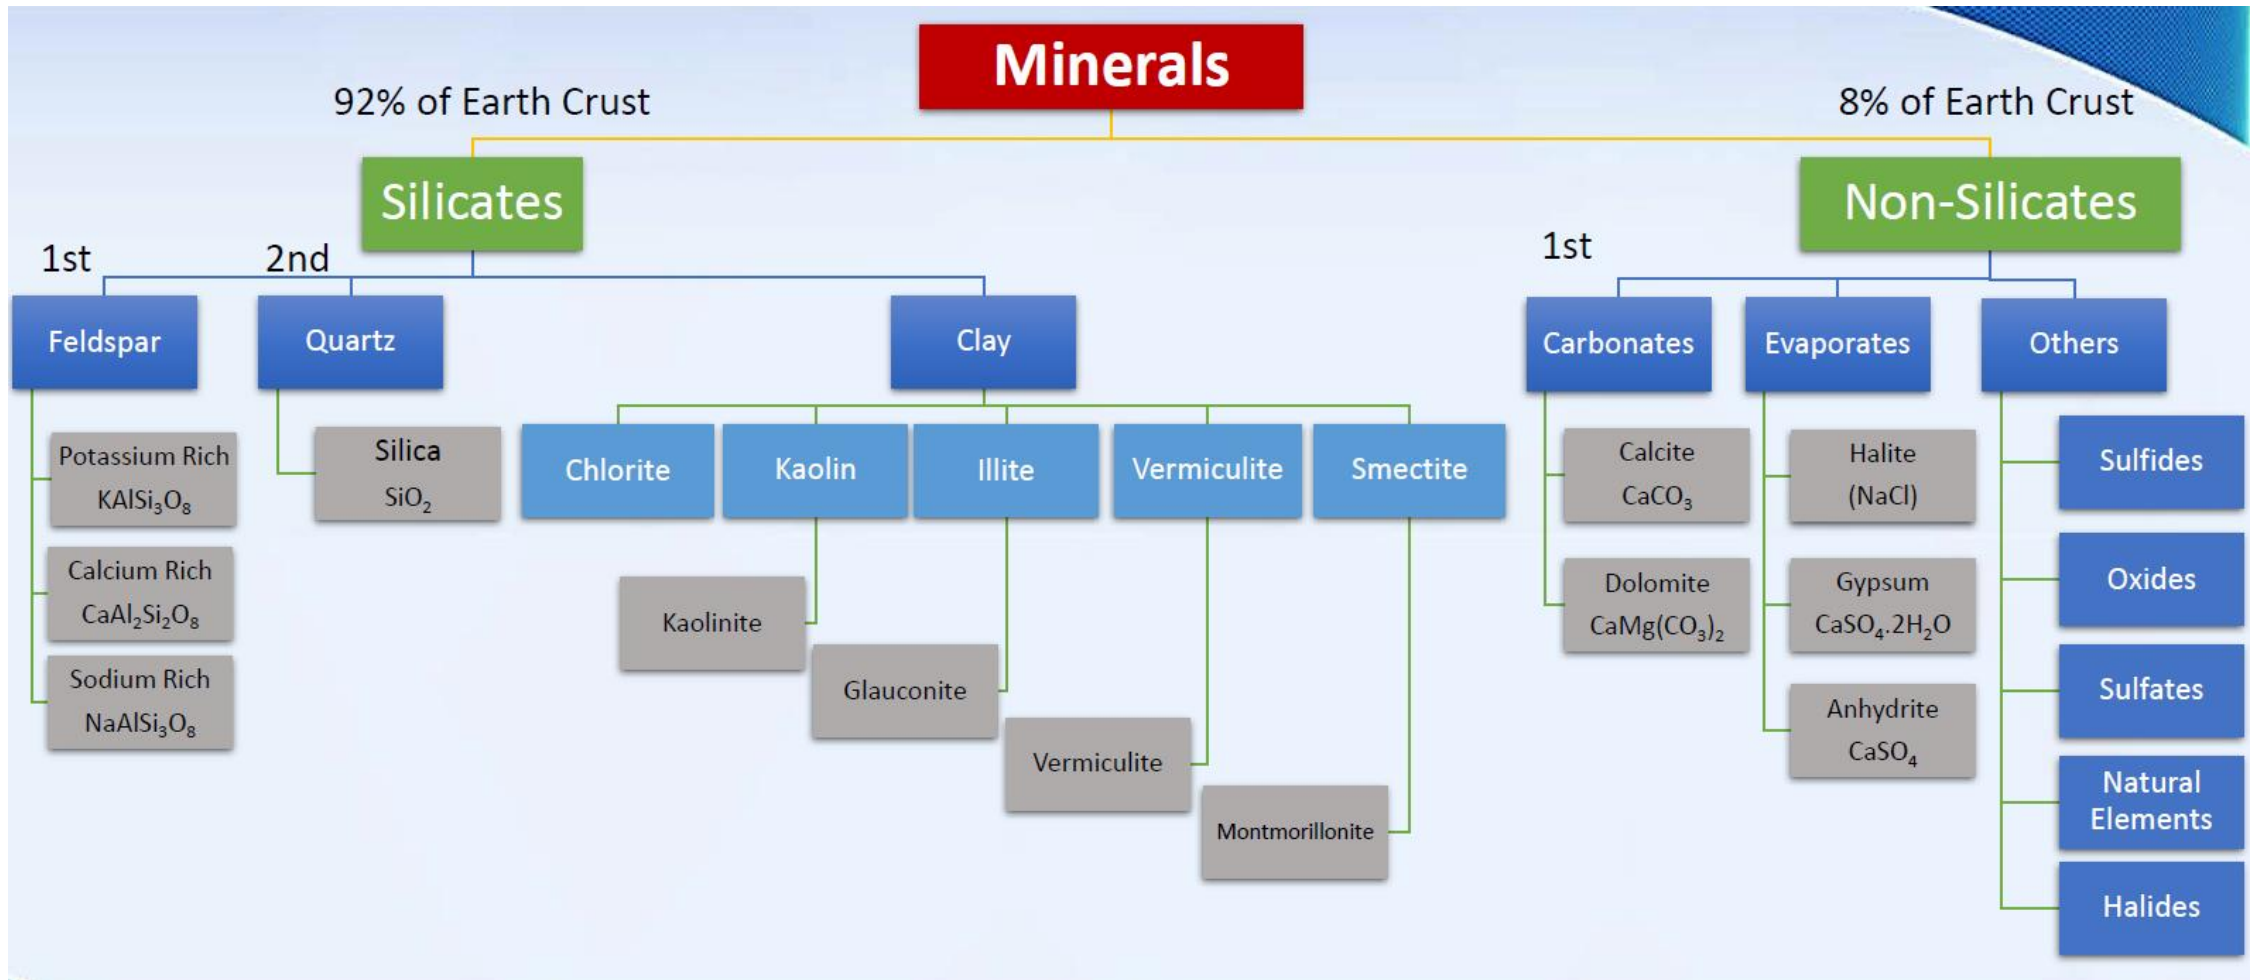 Minerals
92% of Earth Crust
8% of Earth Crust
Silicates
Non-Silicates
1st
2nd
1st
Feldspar
Quartz
Clay
Carbonates
Evaporates
Others
Potassium Rich
KAlSi₃O₈
Calcium Rich
CaAl₂Si₂O₈
Sodium Rich
NaAlSi₃O₈
Silica
SiO₂
Chlorite
Kaolin
Illite
Vermiculite
Smectite
Kaolinite
Glauconite
Vermiculite
Montmorillonite
Calcite
CaCO₃
Dolomite
CaMg(CO₃)₂
Halite
(NaCl)
Gypsum
CaSO₄.2H₂O
Anhydrite
CaSO₄
Sulfides
Oxides
Sulfates
Natural
Elements
Halides